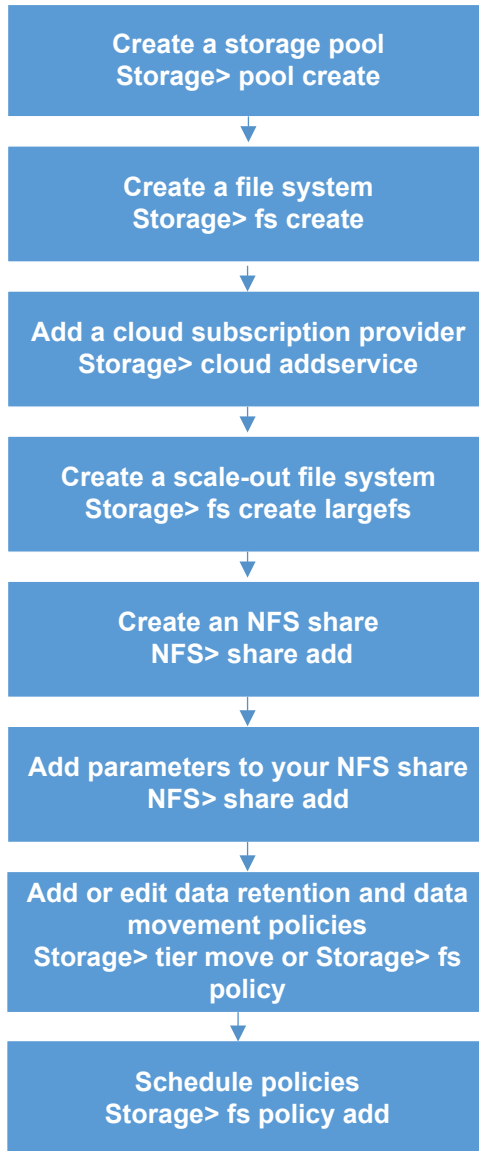 Create a storage pool
Storage> pool create
Create a file system
Storage> fs create
Add a cloud subscription provider
Storage> cloud addservice
Create a scale-out file system
Storage> fs create largefs
Create an NFS share
NFS> share add
Add parameters to your NFS share
NFS> share add
Add or edit data retention and data
movement policies
Storage> tier move or Storage> fs
policy
Schedule policies
Storage> fs policy add